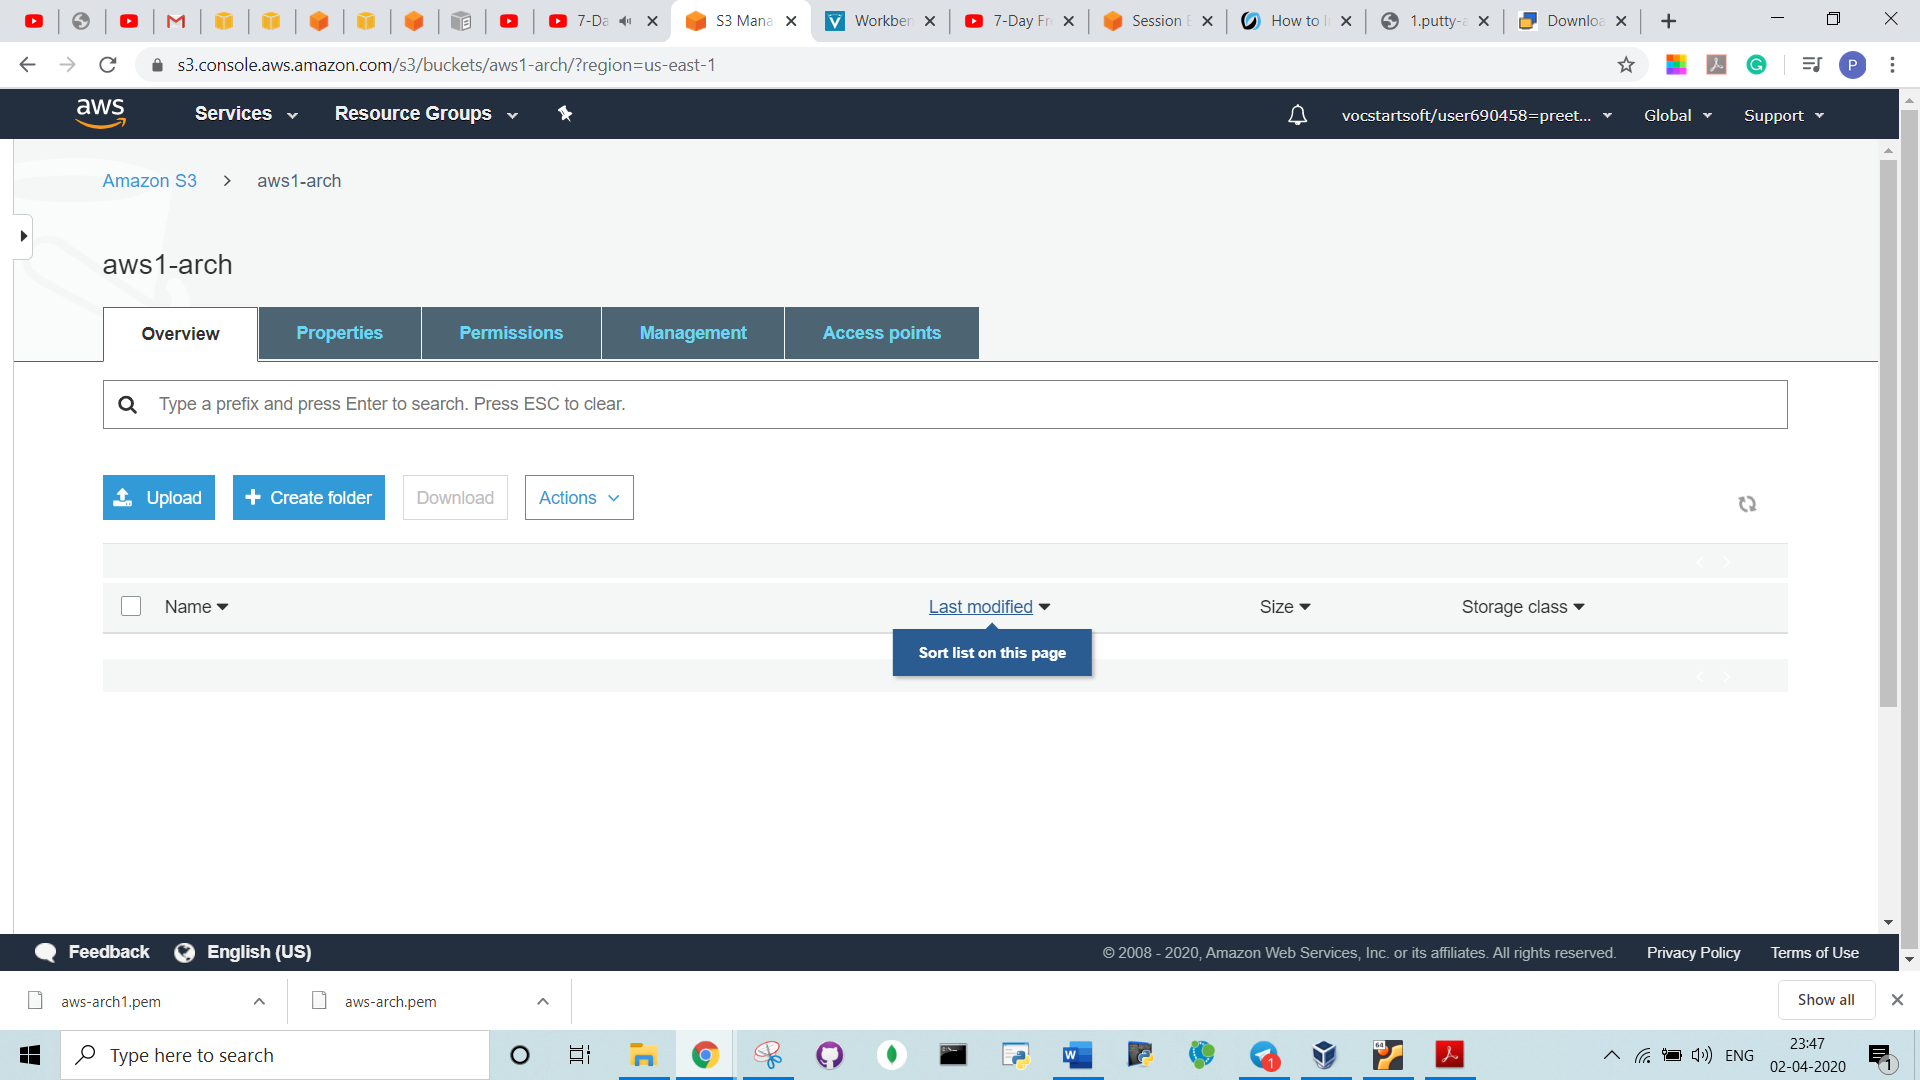 7-Da
S3 Mana
Workben
7-Day Fr
Session
How to
1.putty-a
Downloa
s3.console.aws.amazon.com/s3/buckets/aws1-arch/?region=us-east-1
P
aws
Services
Resource Groups
vocstartsoft/user690458=preet...
Global
Support
Amazon S3 > aws1-arch
aws1-arch
Overview
Properties
Permissions
Management
Access points
Type a prefix and press Enter to search. Press ESC to clear.
Upload
+ Create folder
Download
Actions
Name
Last modified
Size
Storage class
Sort list on this page
Feedback
English (US)
© 2008 - 2020, Amazon Web Services, Inc. or its affiliates. All rights reserved.
Privacy Policy
Terms of Use
aws-arch1.pem
aws-arch.pem
Show all
Type here to search
ENG
23:47
02-04-2020